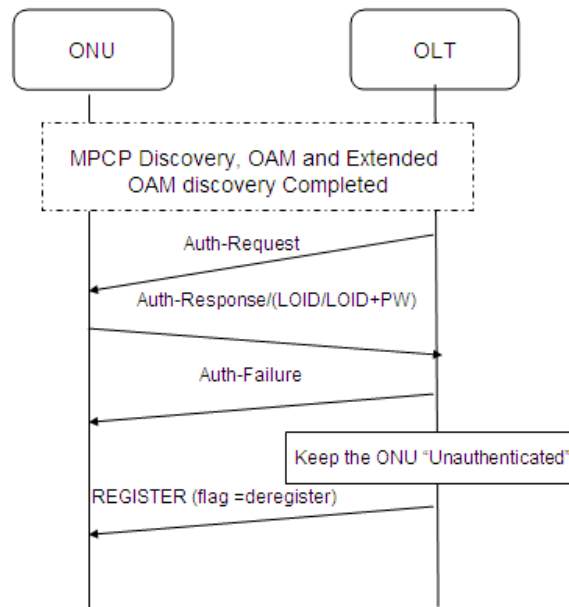 ONU
OLT
MPCP Discovery, OAM and Extended
OAM discovery Completed
Auth-Request
Auth-Response/(LOID/LOID+PW)
Auth-Failure
Keep the ONU “Unauthenticated”
REGISTER (flag =deregister)